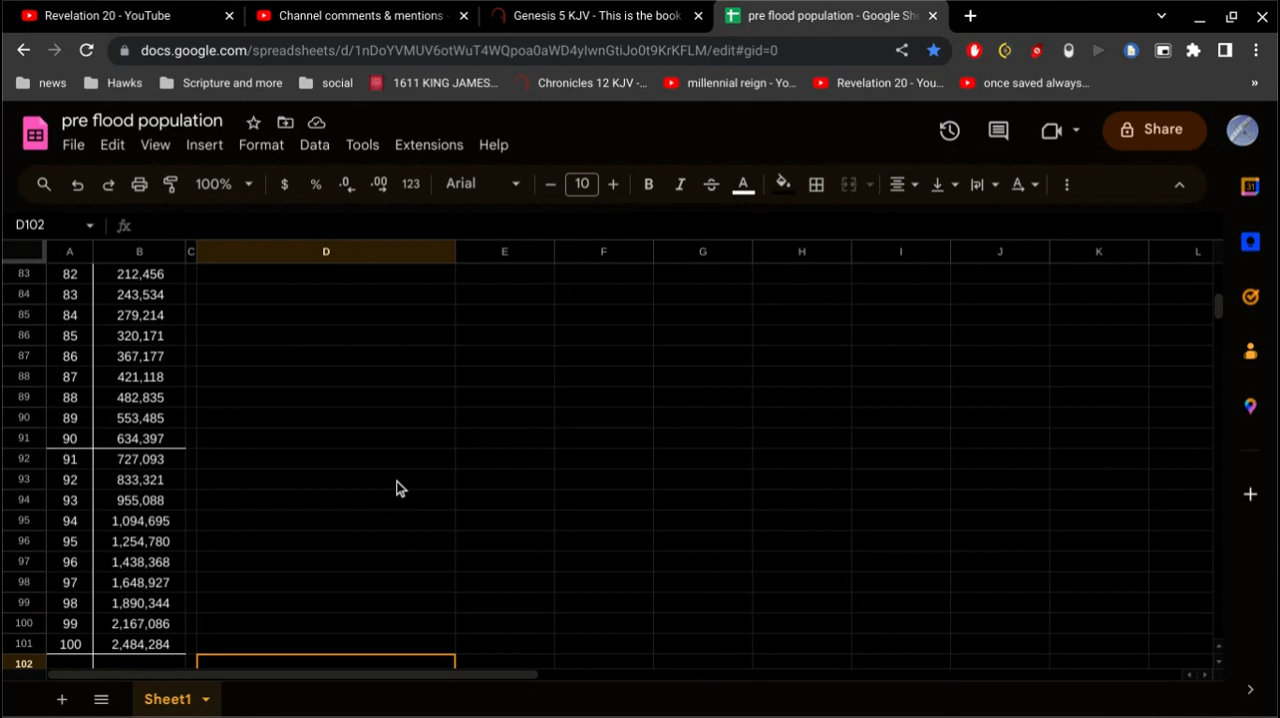 Revelation 20 - YouTube
Channel comments & mentions -
Genesis 5 KJV - This is the book
pre flood population - Google She
docs.google.com/spreadsheets/d/1nDoYVMUV6otWuT4WQpoa0aWD4yIwnGtiJo0t9KrKFLM/edit#gid=0
news Hawks Scripture and more social 1611 KING JAMES... Chronicles 12 KJV -... millennial reign - Yo... Revelation 20 - You... once saved always... »
pre flood population
Share
File Edit View Insert Format Data Tools Extensions Help
100% $ % .0 .00 123 Arial 10 B I S A
31
D102 fx
A B C D E F G H I J K L
83 82 212,456
84 83 243,534
85 84 279,214
86 85 320,171
87 86 367,177
88 87 421,118
89 88 482,835
90 89 553,485
91 90 634,397
92 91 727,093
93 92 833,321
94 93 955,088
95 94 1,094,695
96 95 1,254,780
97 96 1,438,368
98 97 1,648,927
99 98 1,890,344
100 99 2,167,086
101 100 2,484,284
102
Sheet1